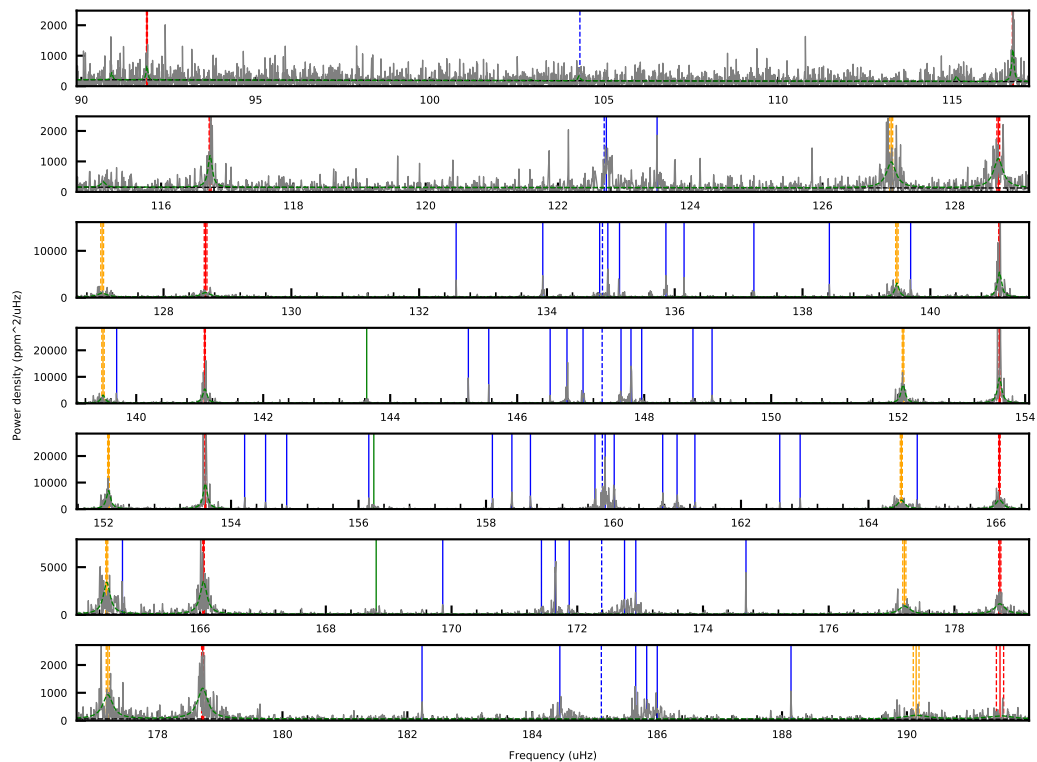 2000
1000
0
90 95 100 105 110 115
2000
1000
0
116 118 120 122 124 126 128
10000
0
128 130 132 134 136 138 140
20000
10000
0
140 142 144 146 148 150 152 154
Power density (ppm^2/uHz)
20000
10000
0
152 154 156 158 160 162 164 166
5000
0
166 168 170 172 174 176 178
2000
1000
0
178 180 182 184 186 188 190
Frequency (uHz)